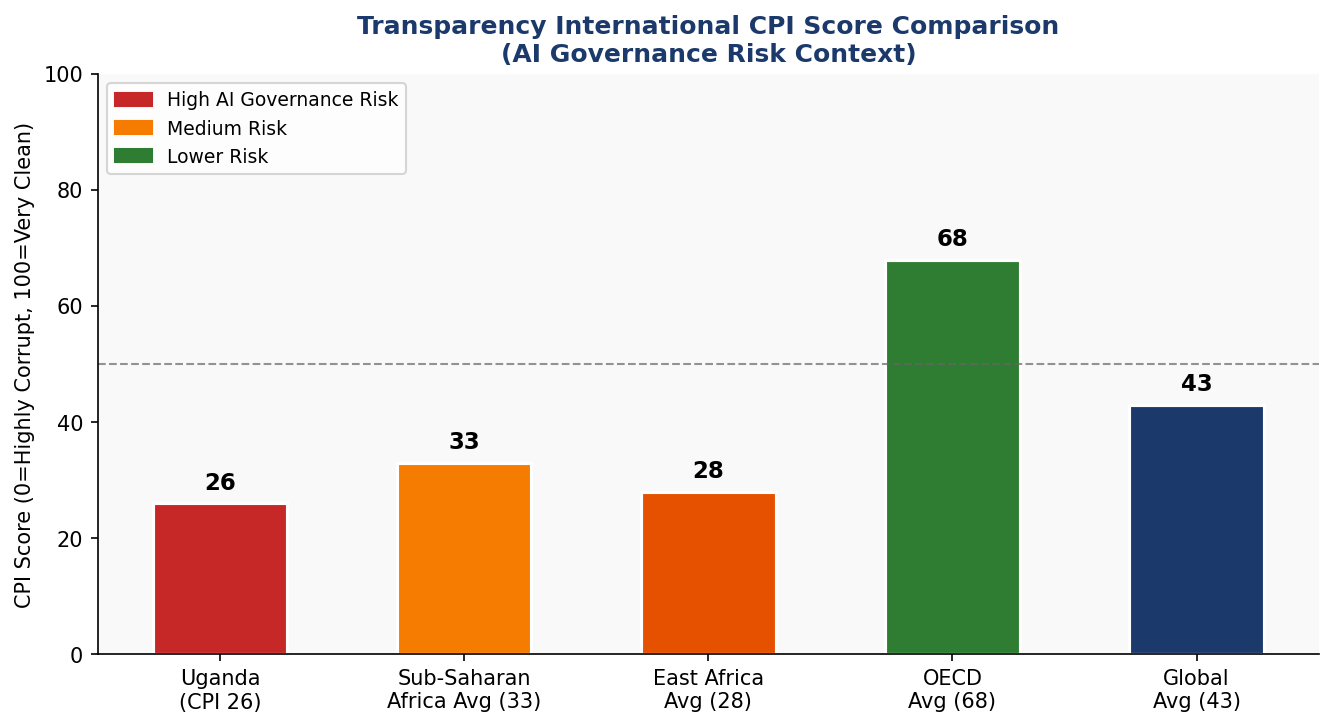 Transparency International CPI Score Comparison
(AI Governance Risk Context)
High AI Governance Risk
Medium Risk
Lower Risk
CPI Score (0=Highly Corrupt, 100=Very Clean)
100
80
60
40
20
0
26
33
28
68
43
Uganda
(CPI 26)
Sub-Saharan
Africa Avg (33)
East Africa
Avg (28)
OECD
Avg (68)
Global
Avg (43)